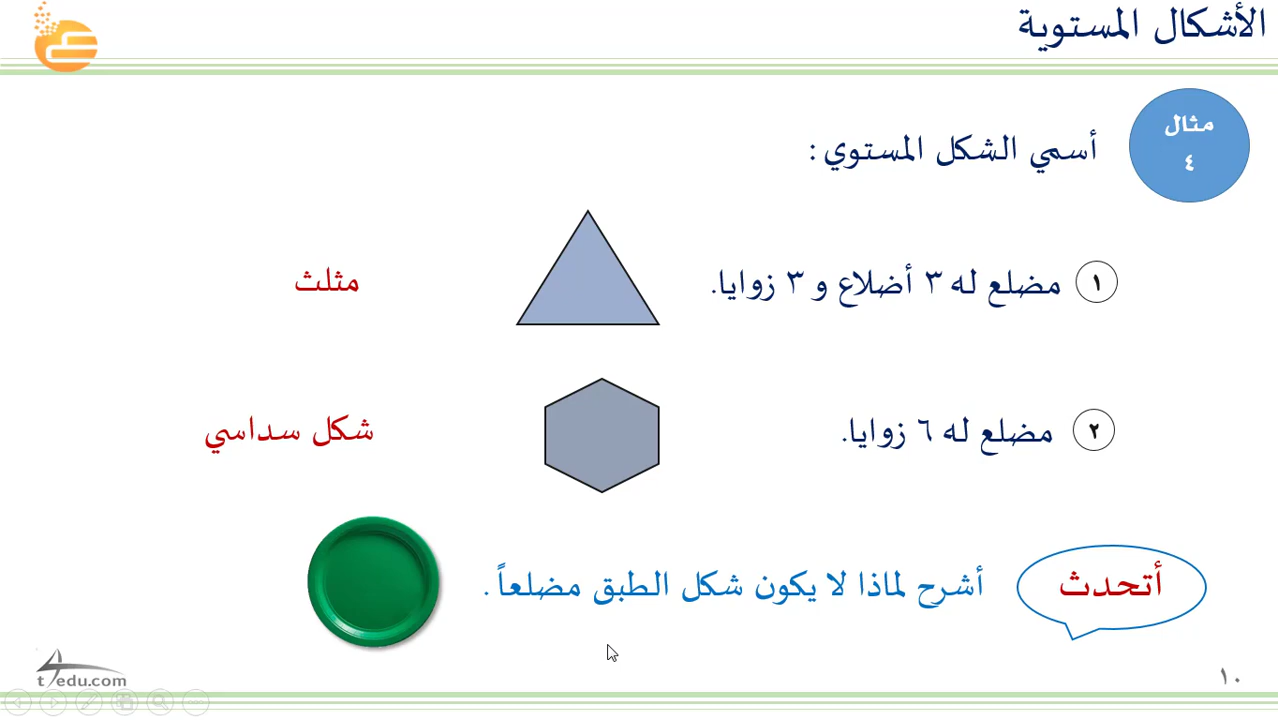 الأشكال المستوية
مثال
٤
أسمي الشكل المستوي :
١ مضلع له ٣ أضلاع و ٣ زوايا. مثلث
٢ مضلع له ٦ زوايا. شكل سداسي
أتحدث أشرح لماذا لا يكون شكل الطبق مضلعاً .
t4edu.com
١٠